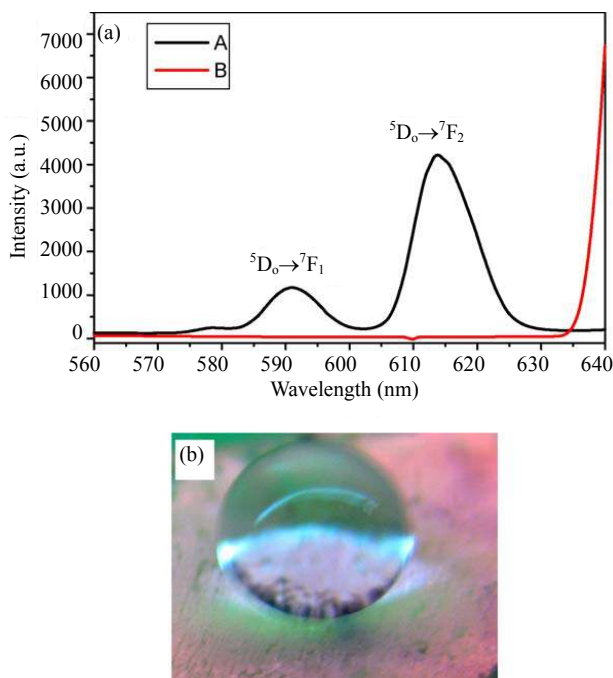 (a)
A
B
⁵Dₒ→⁷F₂
⁵Dₒ→⁷F₁
Intensity (a.u.)
7000
6000
5000
4000
3000
2000
1000
0
560 570 580 590 600 610 620 630 640
Wavelength (nm)
(b)